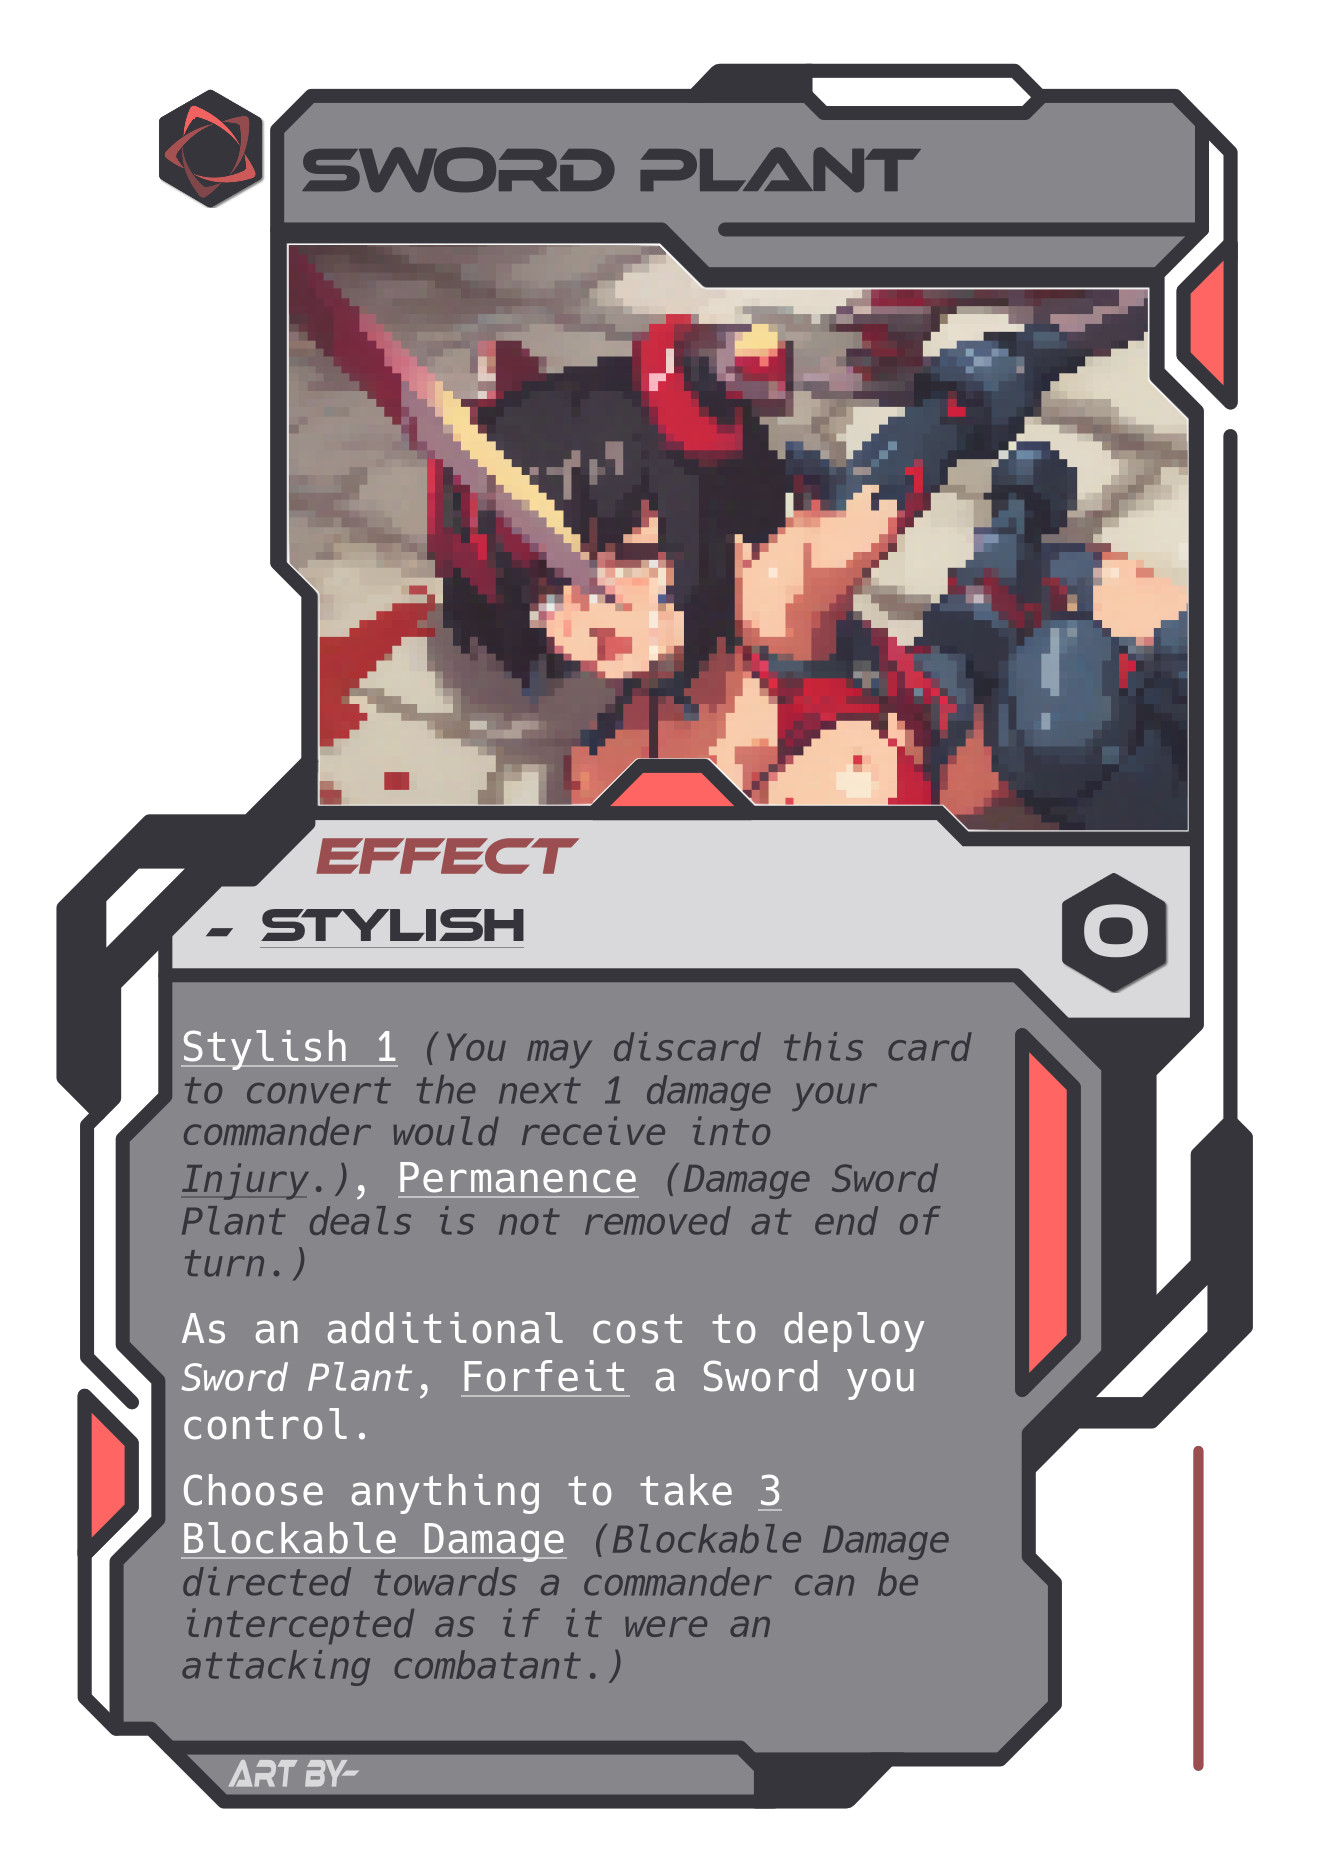 SWORD PLANT
EFFECT
- STYLISH
0
Stylish 1 (You may discard this card
to convert the next 1 damage your
commander would receive into
Injury.), Permanence (Damage Sword
Plant deals is not removed at end of
turn.)
As an additional cost to deploy
Sword Plant, Forfeit a Sword you
control.
Choose anything to take 3
Blockable Damage (Blockable Damage
directed towards a commander can be
intercepted as if it were an
attacking combatant.)
ART BY-